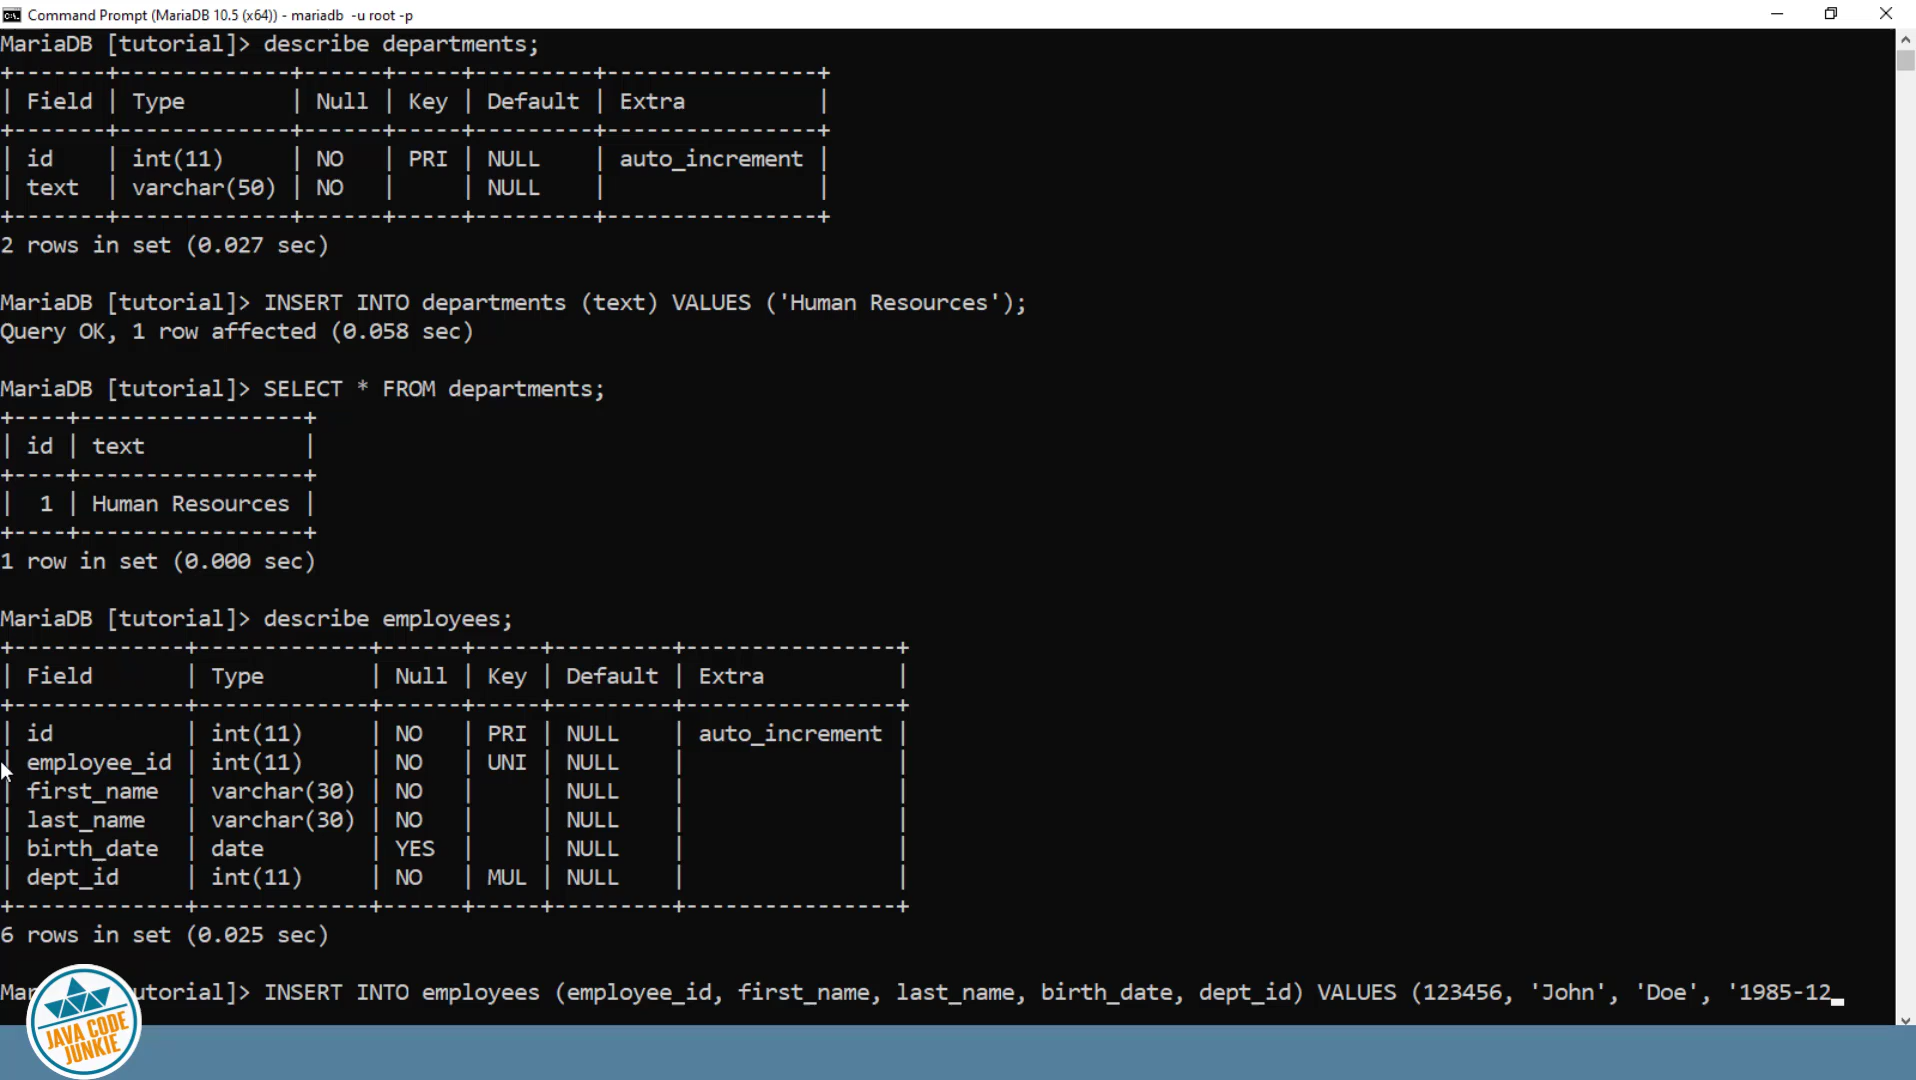 Command Prompt (MariaDB 10.5 (x64)) - mariadb  -u root -p
MariaDB [tutorial]> describe departments;
+-------+-------------+------+-----+---------+----------------+
| Field | Type        | Null | Key | Default | Extra          |
+-------+-------------+------+-----+---------+----------------+
| id    | int(11)     | NO   | PRI | NULL    | auto_increment |
| text  | varchar(50) | NO   |     | NULL    |                |
+-------+-------------+------+-----+---------+----------------+
2 rows in set (0.027 sec)
MariaDB [tutorial]> INSERT INTO departments (text) VALUES ('Human Resources');
Query OK, 1 row affected (0.058 sec)
MariaDB [tutorial]> SELECT * FROM departments;
+----+-----------------+
| id | text            |
+----+-----------------+
|  1 | Human Resources |
+----+-----------------+
1 row in set (0.000 sec)
MariaDB [tutorial]> describe employees;
+-------------+-------------+------+-----+---------+----------------+
| Field       | Type        | Null | Key | Default | Extra          |
+-------------+-------------+------+-----+---------+----------------+
| id          | int(11)     | NO   | PRI | NULL    | auto_increment |
| employee_id | int(11)     | NO   | UNI | NULL    |                |
| first_name  | varchar(30) | NO   |     | NULL    |                |
| last_name   | varchar(30) | NO   |     | NULL    |                |
| birth_date  | date        | YES  |     | NULL    |                |
| dept_id     | int(11)     | NO   | MUL | NULL    |                |
+-------------+-------------+------+-----+---------+----------------+
6 rows in set (0.025 sec)
Ma utorial]> INSERT INTO employees (employee_id, first_name, last_name, birth_date, dept_id) VALUES (123456, 'John', 'Doe', '1985-12
JAVA CODE
JUNKIE